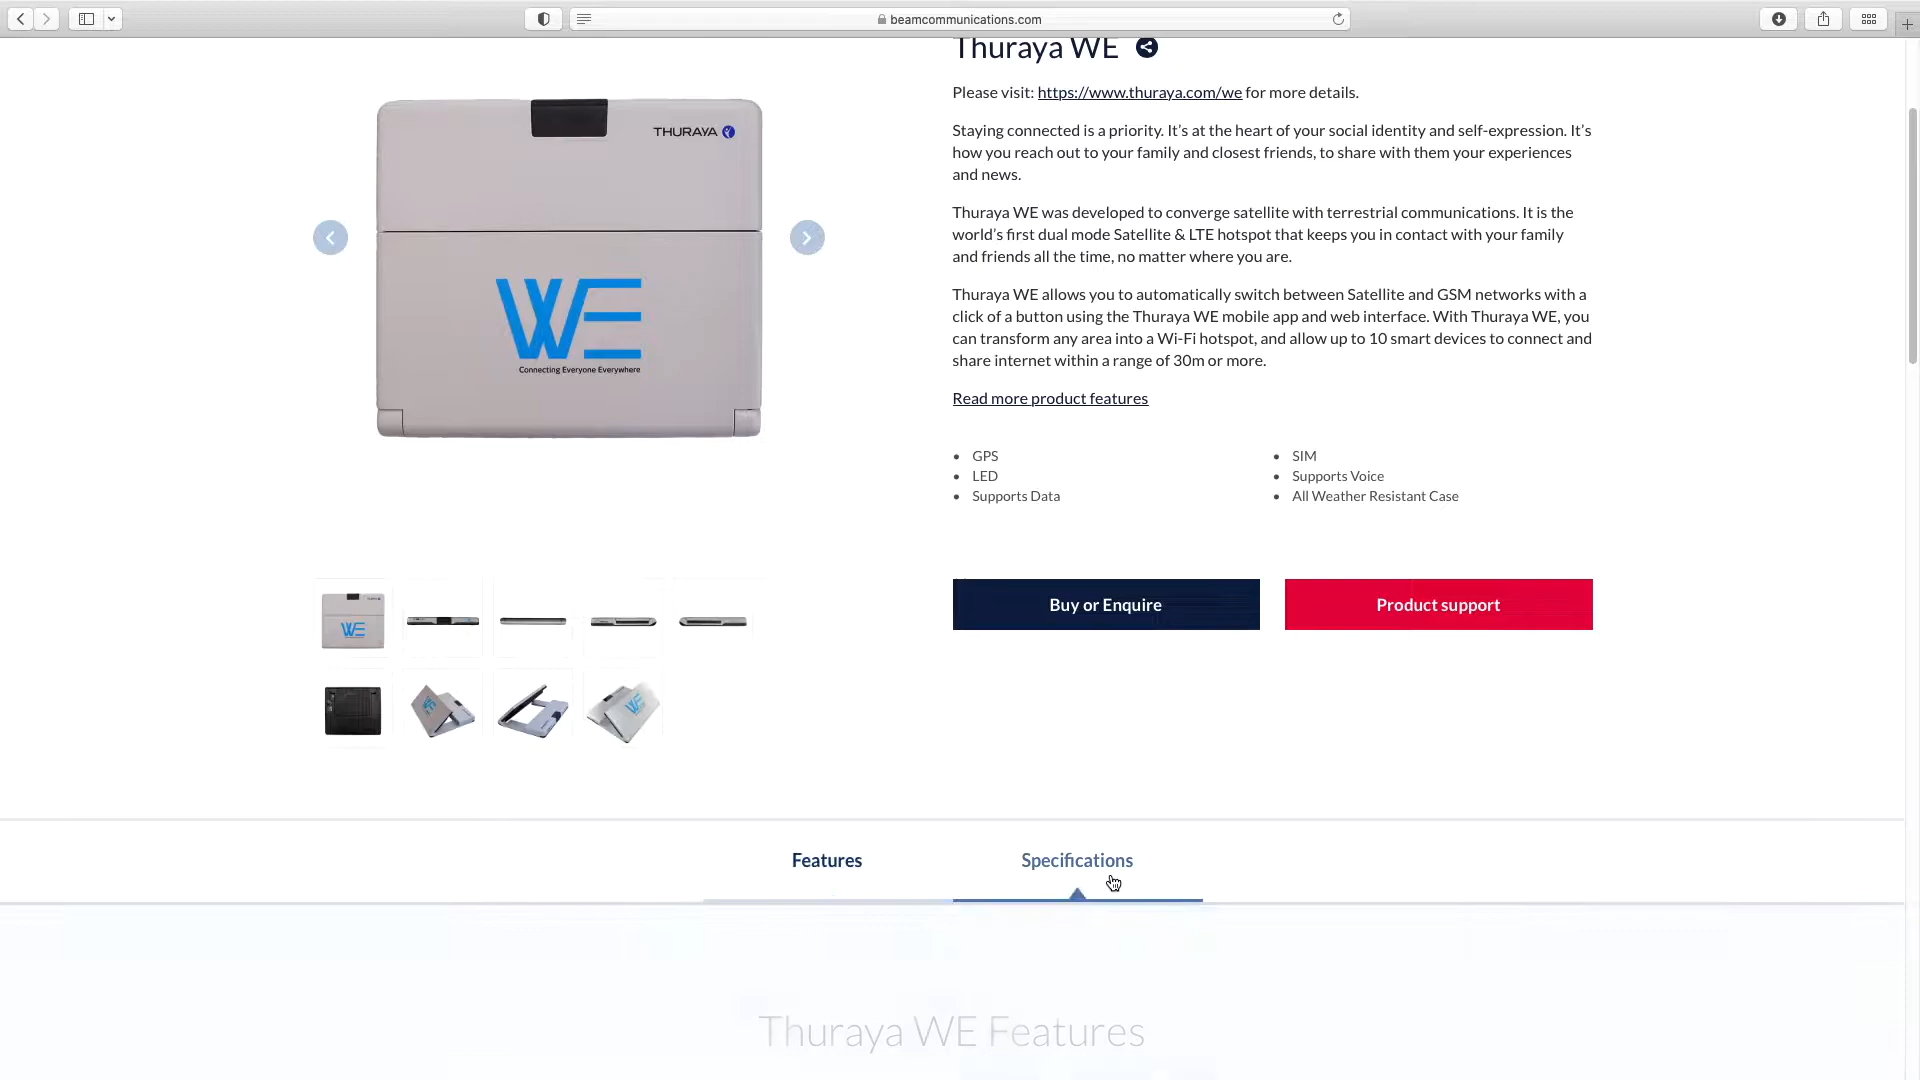 beamcommunications.com
Thuraya WE
Please visit: https://www.thuraya.com/we for more details.
THURAYA
Staying connected is a priority. It’s at the heart of your social identity and self-expression. It’s
how you reach out to your family and closest friends, to share with them your experiences
and news.
Thuraya WE was developed to converge satellite with terrestrial communications. It is the
world’s first dual mode Satellite & LTE hotspot that keeps you in contact with your family
and friends all the time, no matter where you are.
WE
Connecting Everyone Everywhere
Thuraya WE allows you to automatically switch between Satellite and GSM networks with a
click of a button using the Thuraya WE mobile app and web interface. With Thuraya WE, you
can transform any area into a Wi-Fi hotspot, and allow up to 10 smart devices to connect and
share internet within a range of 30m or more.
Read more product features
• GPS
• LED
• Supports Data
• SIM
• Supports Voice
• All Weather Resistant Case
Buy or Enquire
Product support
WE
WE
WE
Features
Specifications
Thuraya WE Features